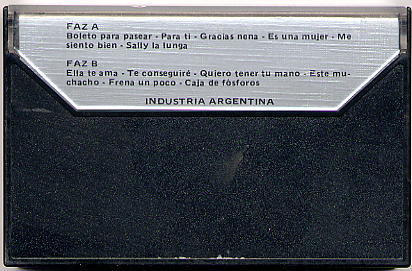 FAZ A
Boleto para pasear - Para ti - Gracias nena - Es una mujer - Me
siento bien - Sally la lunga
FAZ B
Ella te ama - Te conseguiré - Quiero tener tu mano - Este mu-
chacho - Frena un poco - Caja de fósforos
INDUSTRIA ARGENTINA